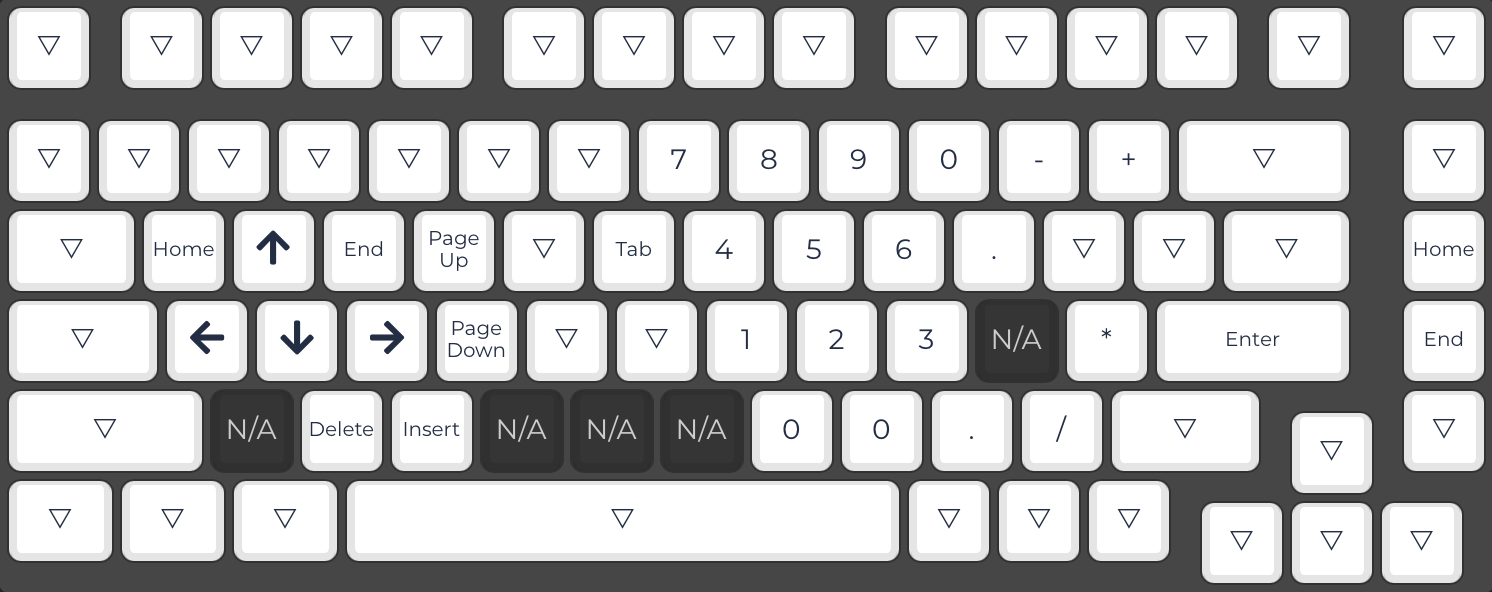 7 8 9 0 - +
Home End Page Up Tab 4 5 6 . Home
Page Down 1 2 3 N/A * Enter End
N/A Delete Insert N/A N/A N/A 0 0 . /